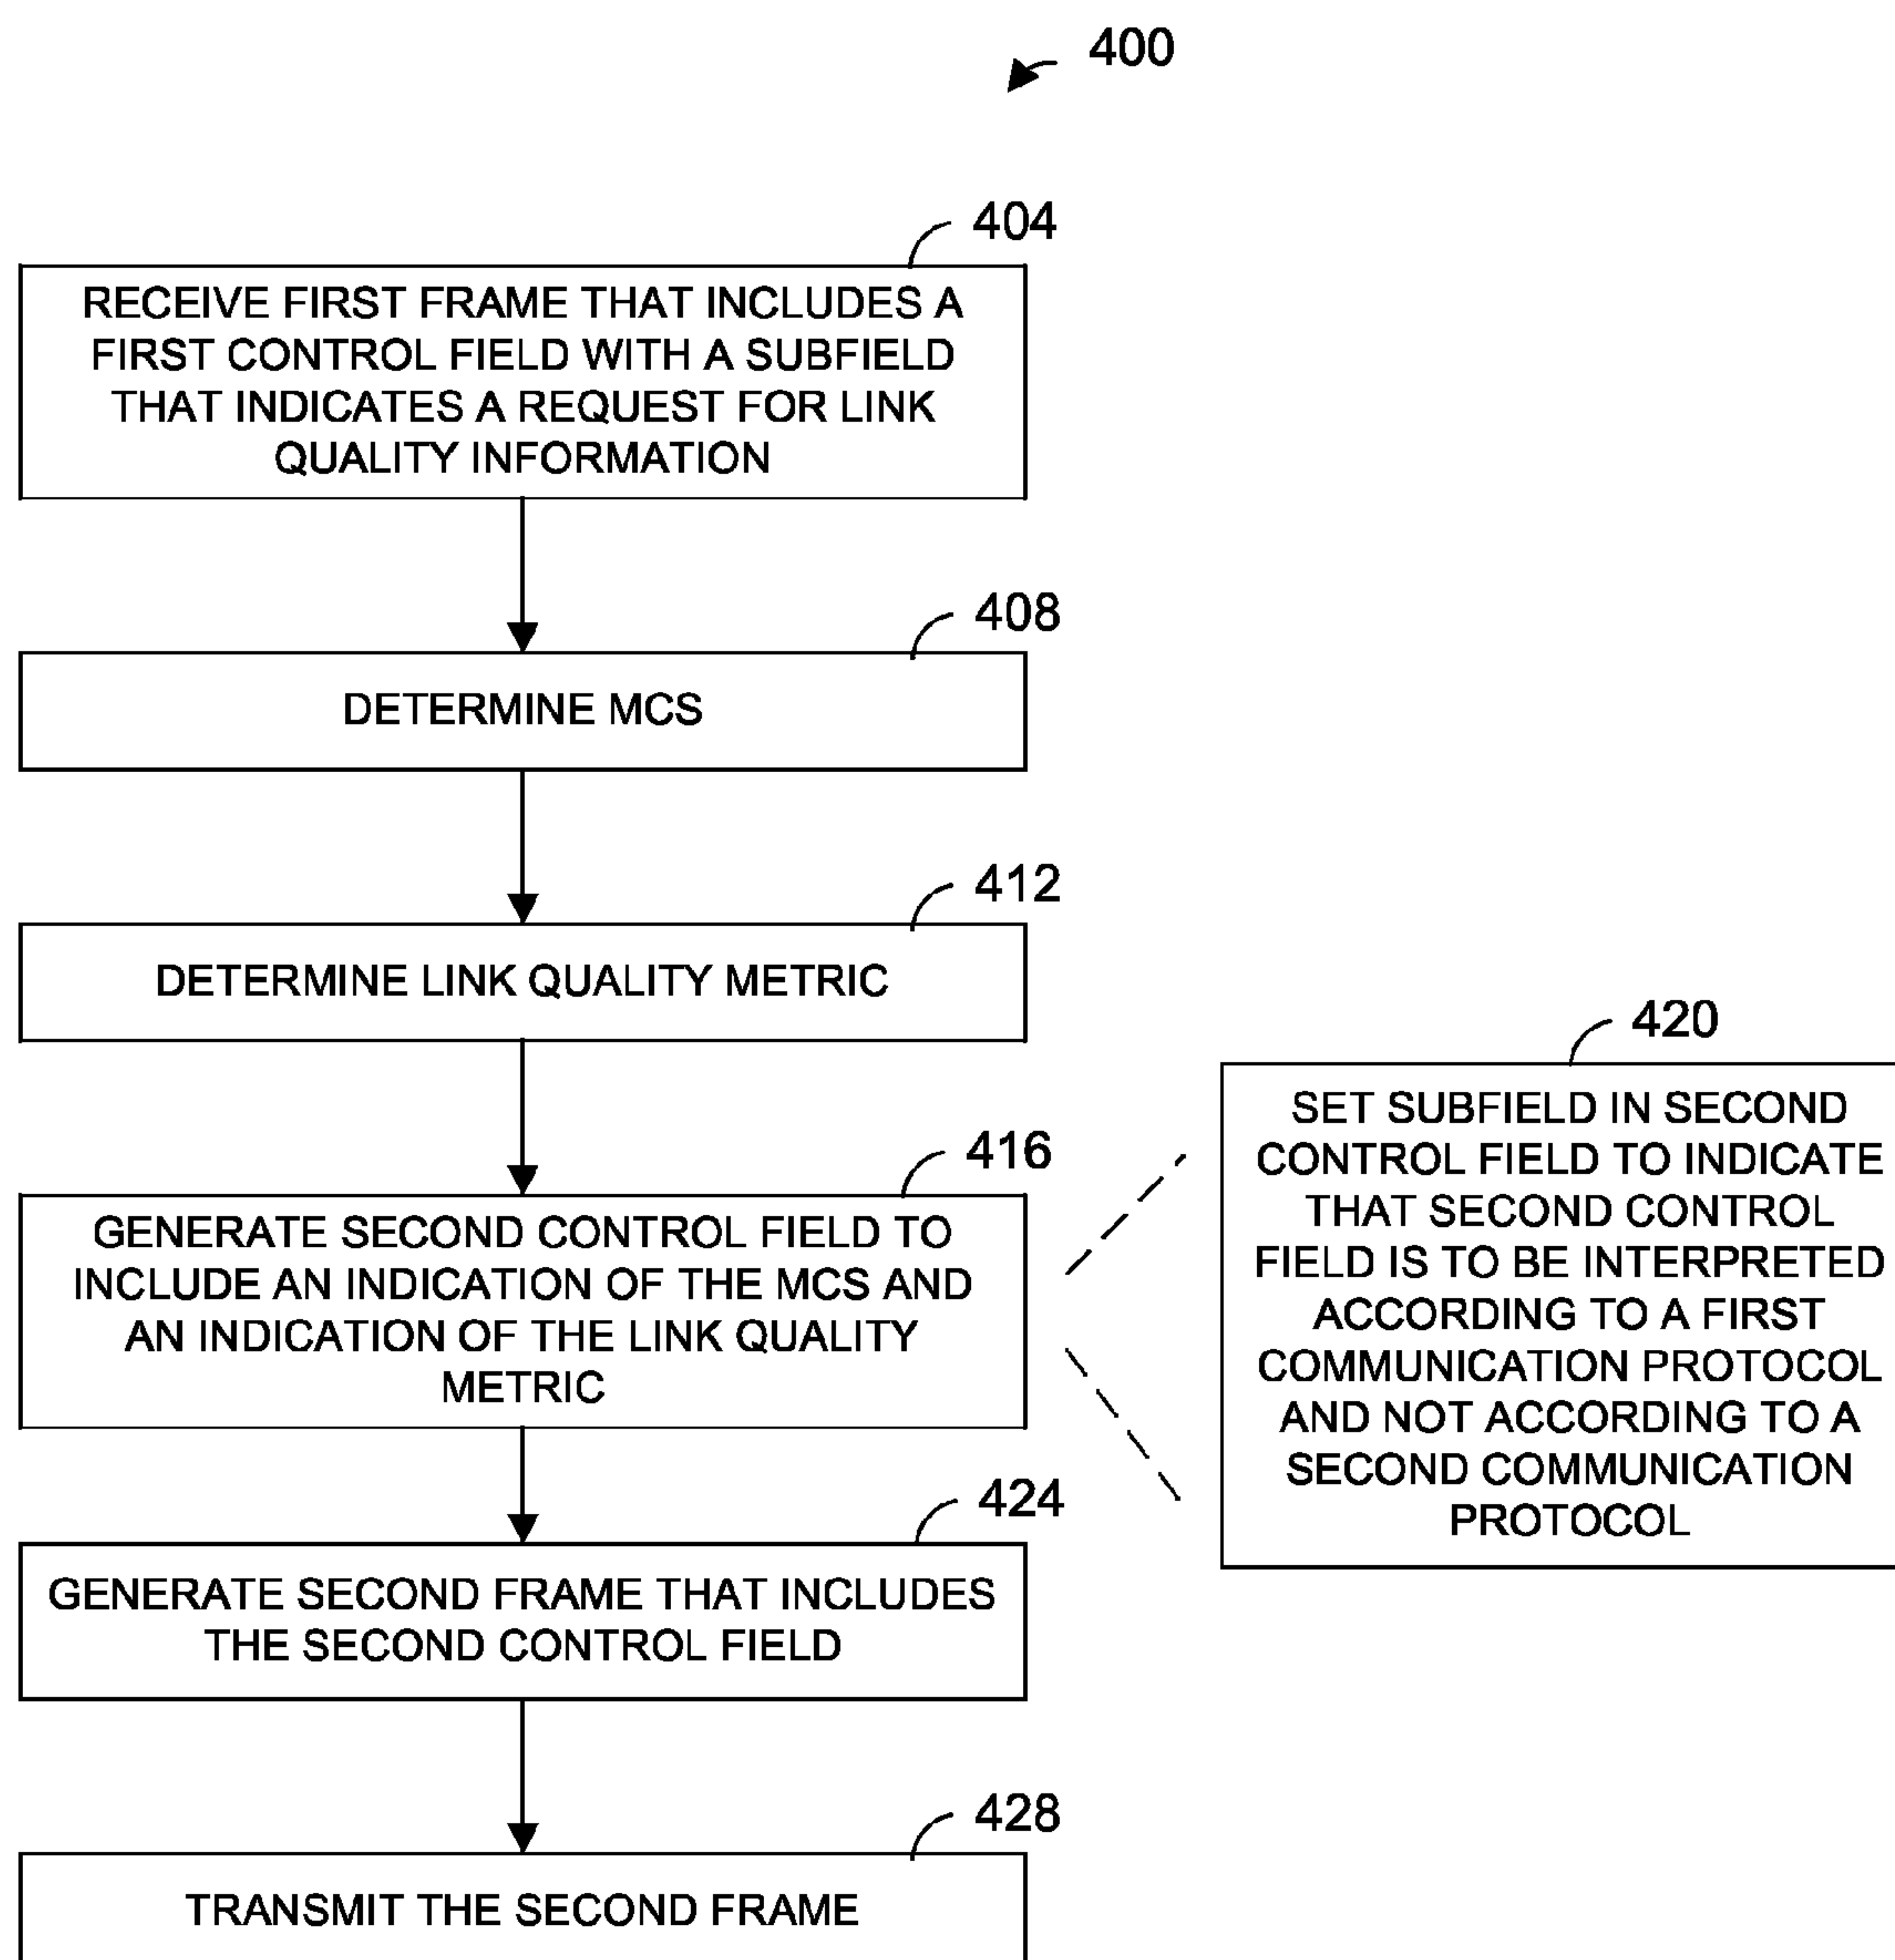 400
404
RECEIVE FIRST FRAME THAT INCLUDES A
FIRST CONTROL FIELD WITH A SUBFIELD
THAT INDICATES A REQUEST FOR LINK
QUALITY INFORMATION
408
DETERMINE MCS
412
DETERMINE LINK QUALITY METRIC
416
GENERATE SECOND CONTROL FIELD TO
INCLUDE AN INDICATION OF THE MCS AND
AN INDICATION OF THE LINK QUALITY
METRIC
420
SET SUBFIELD IN SECOND
CONTROL FIELD TO INDICATE
THAT SECOND CONTROL
FIELD IS TO BE INTERPRETED
ACCORDING TO A FIRST
COMMUNICATION PROTOCOL
AND NOT ACCORDING TO A
SECOND COMMUNICATION
PROTOCOL
424
GENERATE SECOND FRAME THAT INCLUDES
THE SECOND CONTROL FIELD
428
TRANSMIT THE SECOND FRAME